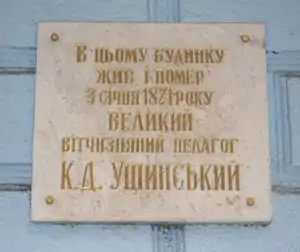 В ЦЬОМУ БУДИНКУ
ЖИВ І ПОМЕР
3 СІЧНЯ 1871 РОКУ
ВЕЛИКИЙ
ВІТЧИЗНЯНИЙ ПЕДАГОГ
К.Д. УШИНСЬКИЙ